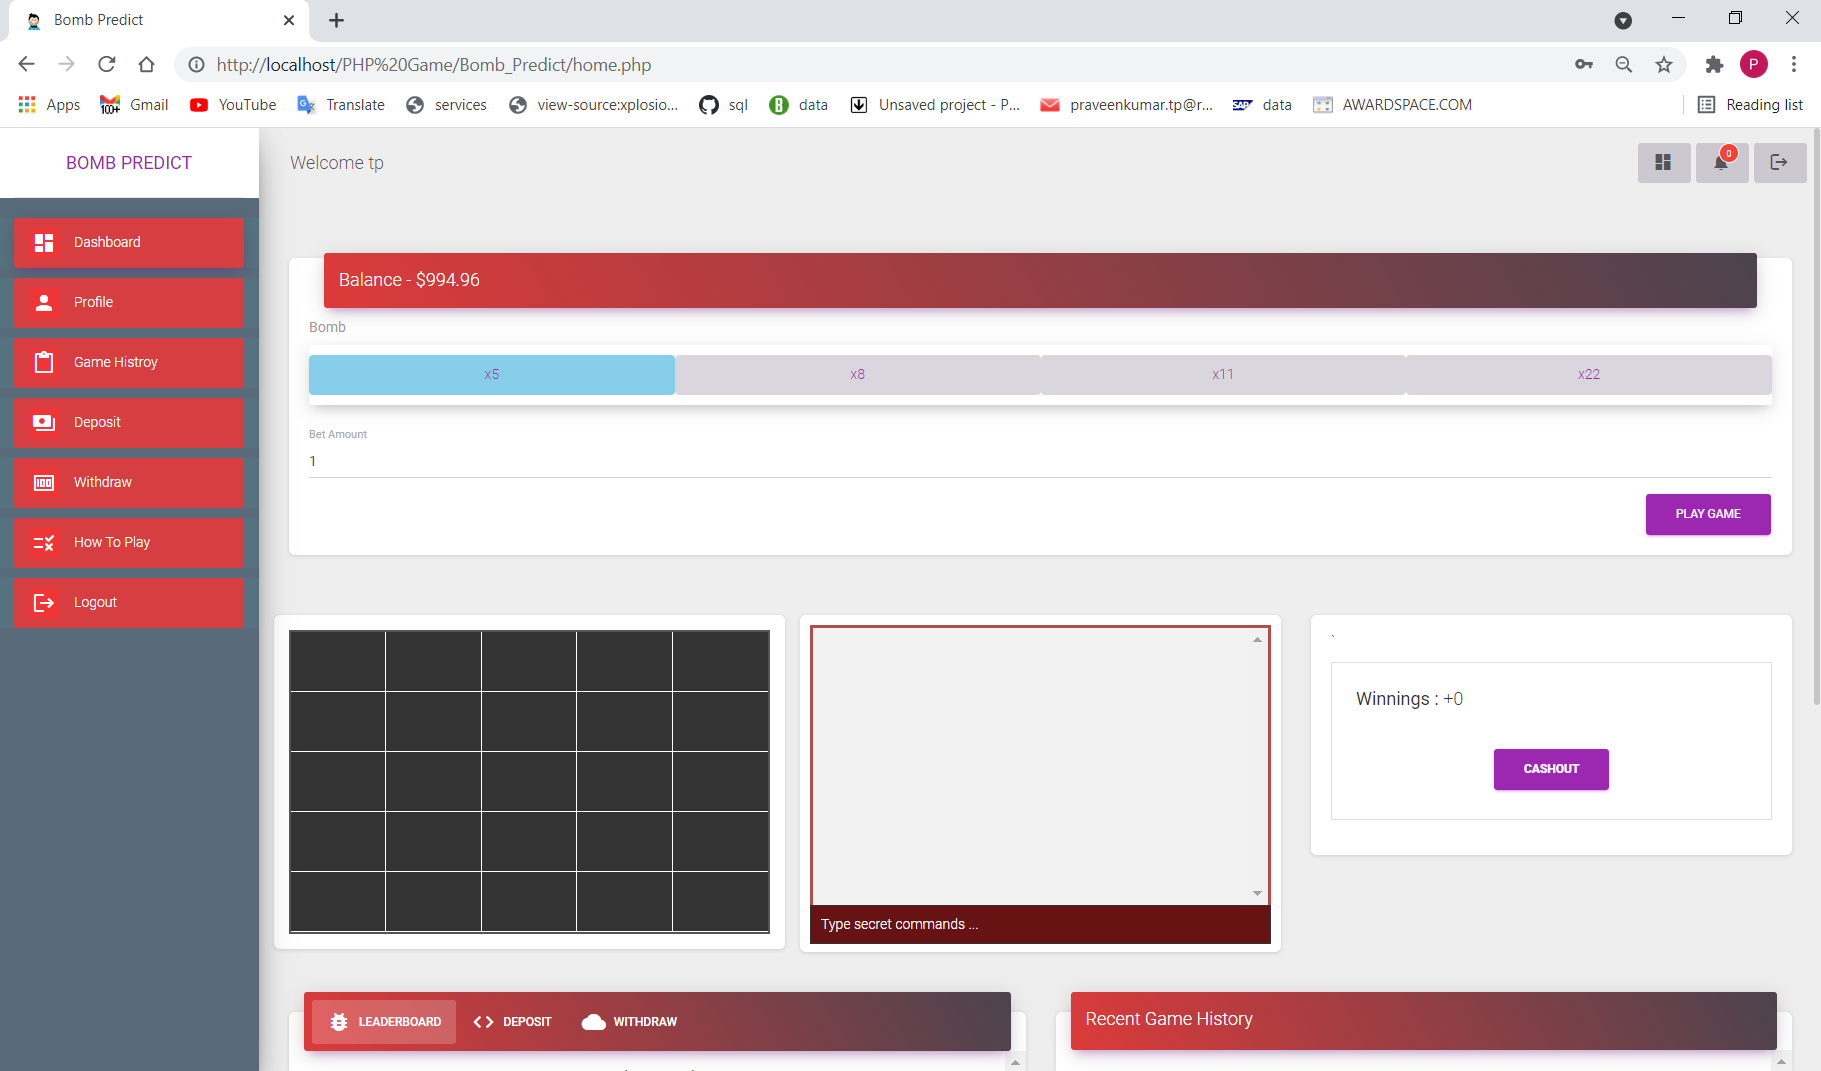 Bomb Predict
http://localhost/PHP%20Game/Bomb_Predict/home.php
P
Apps
100+
Gmail
YouTube
Translate
services
view-source:xplosio...
sql
data
Unsaved project - P...
praveenkumar.tp@r...
SAP
data
AWARDSPACE.COM
Reading list
BOMB PREDICT
Welcome tp
0
Dashboard
Profile
Game Histroy
Deposit
Withdraw
How To Play
Logout
Balance - $994.96
Bomb
x5
x8
x11
x22
Bet Amount
1
PLAY GAME
`
Winnings : +0
CASHOUT
Type secret commands ...
LEADERBOARD
DEPOSIT
WITHDRAW
Recent Game History